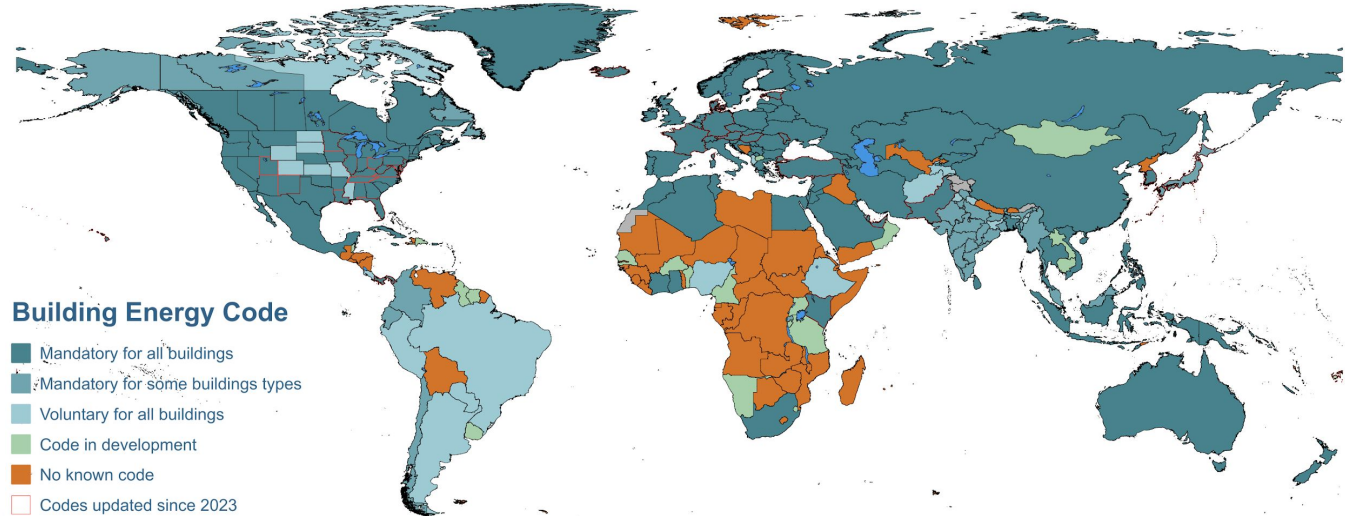 Building Energy Code
Mandatory for all buildings
Mandatory for some buildings types
Voluntary for all buildings
Code in development
No known code
Codes updated since 2023